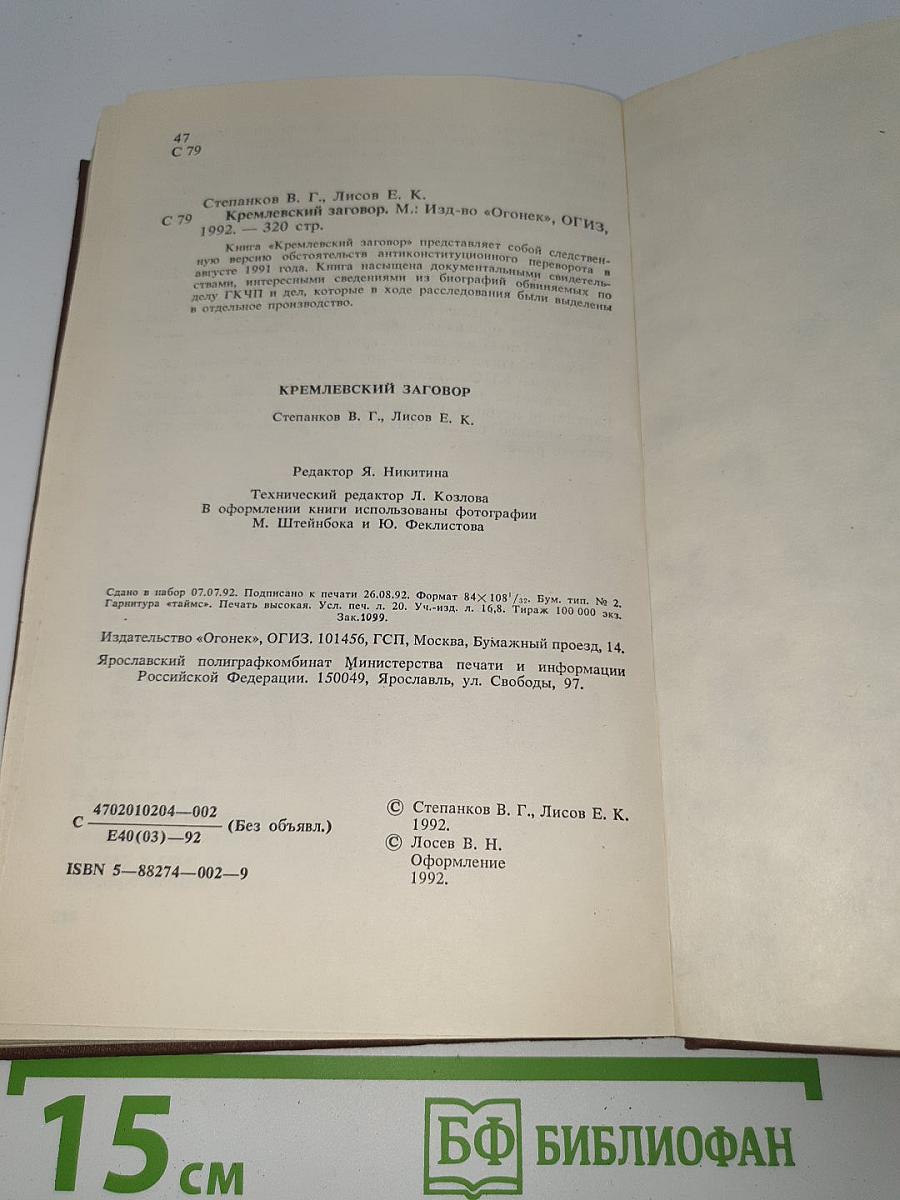 47
С 79
Степанков В. Г., Лисов Е. К.
С 79 Кремлевский заговор. М.: Изд-во «Огонек», ОГИЗ,
1992. — 320 стр.
Книга «Кремлевский заговор» представляет собой следствен-
ную версию обстоятельств антиконституционного переворота в
августе 1991 года. Книга насыщена документальными свидетель-
ствами, интересными сведениями из биографий обвиняемых по
делу ГКЧП и дел, которые в ходе расследования были выделены
в отдельное производство.
КРЕМЛЕВСКИЙ ЗАГОВОР
Степанков В. Г., Лисов Е. К.
Редактор Я. Никитина
Технический редактор Л. Козлова
В оформлении книги использованы фотографии
М. Штейнбока и Ю. Феклистова
Сдано в набор 07.07.92. Подписано к печати 26.08.92. Формат 84×108 1/32. Бум. тип. № 2.
Гарнитура «таймс». Печать высокая. Усл. печ. л. 20. Уч.-изд. л. 16,8. Тираж 100 000 экз.
Зак.1099.
Издательство «Огонек», ОГИЗ. 101456, ГСП, Москва, Бумажный проезд, 14.
Ярославский полиграфкомбинат Министерства печати и информации
Российской Федерации. 150049, Ярославль, ул. Свободы, 97.
4702010204—002
С (Без объявл.)
Е40(03)—92
ISBN 5—88274—002—9
© Степанков В. Г., Лисов Е. К.
1992.
© Лосев В. Н.
Оформление
1992.
15 см
БФ БИБЛИОФАН